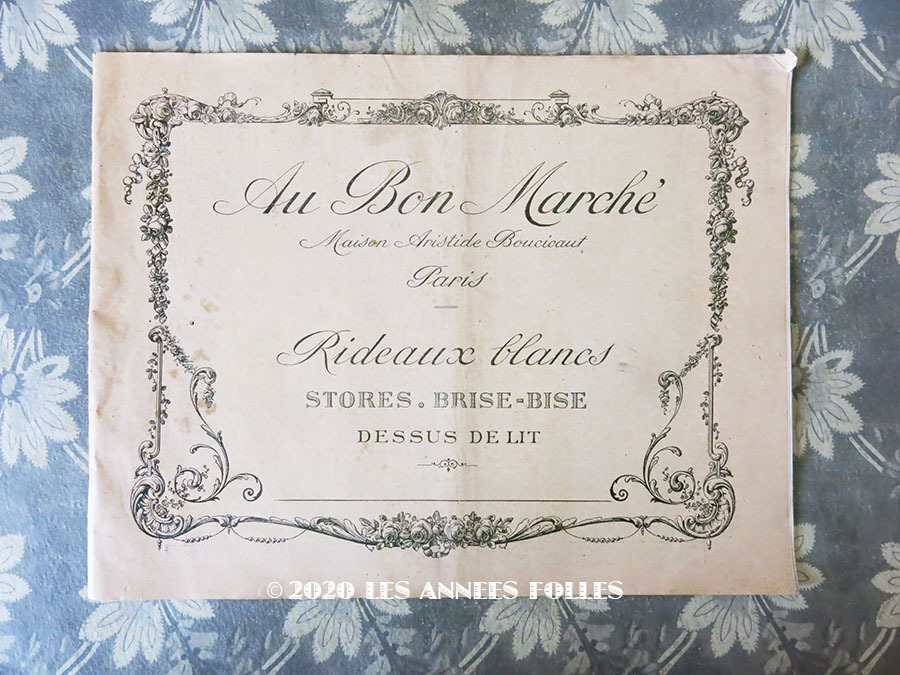 Au Bon Marché
Maison Aristide Boucicaut
Paris
Rideaux blancs
STORES. BRISE-BISE
DESSUS DE LIT
© 2020 LES ANNEES FOLLES